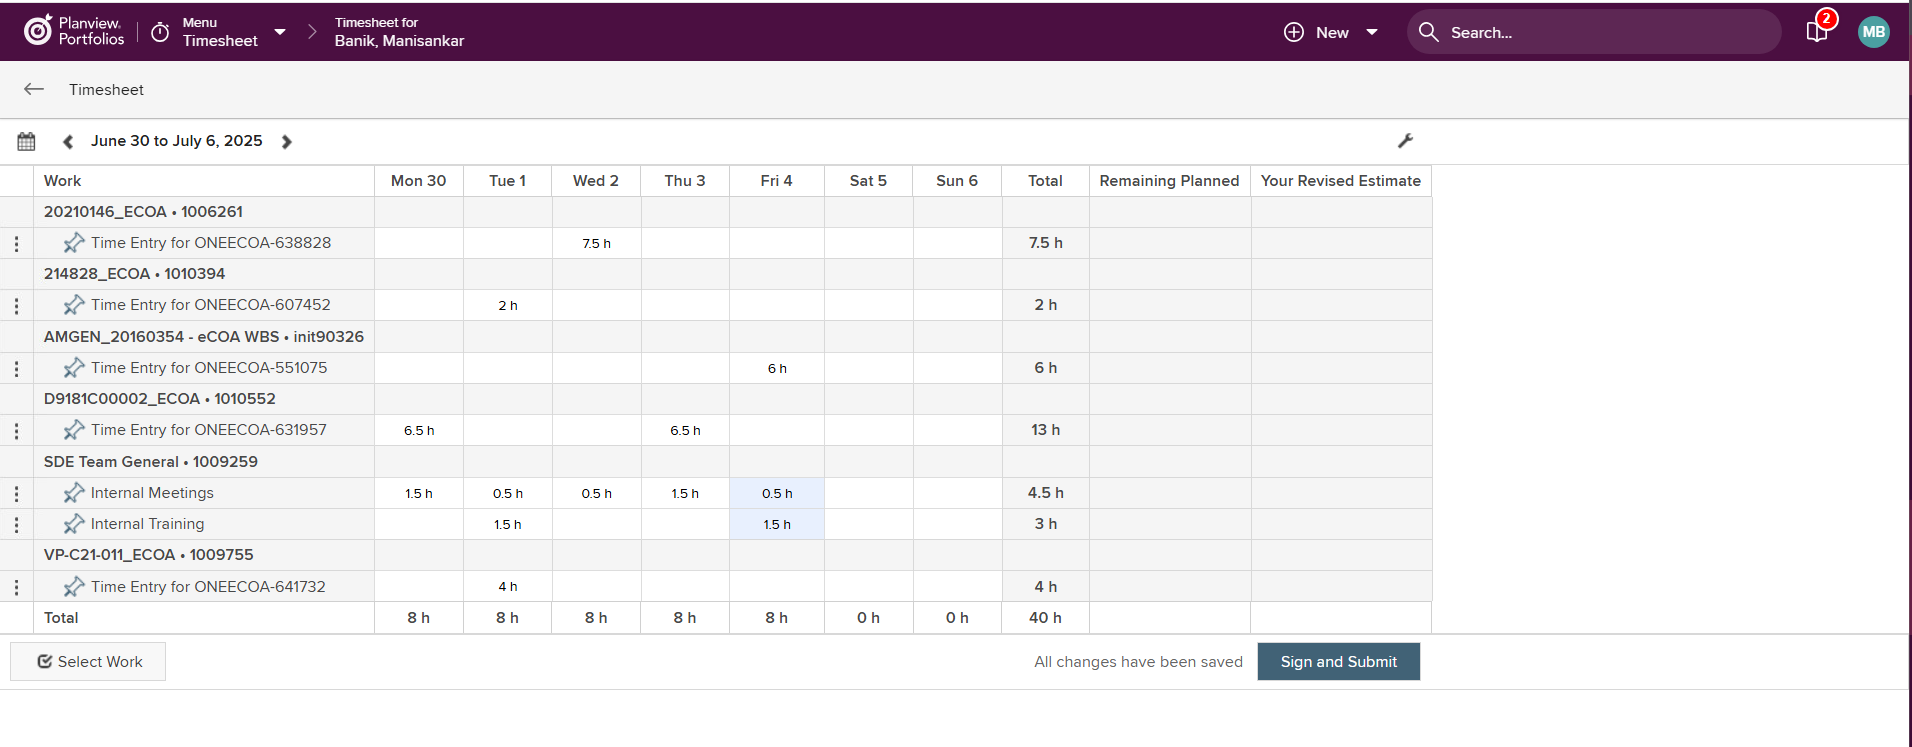 Planview. Portfolios
Menu
Timesheet
Timesheet for
Banik, Manisankar
New
Search...
2
MB
Timesheet
June 30 to July 6, 2025
Work Mon 30 Tue 1 Wed 2 Thu 3 Fri 4 Sat 5 Sun 6 Total Remaining Planned Your Revised Estimate
20210146_ECOA • 1006261
Time Entry for ONEECOA-638828 7.5 h 7.5 h
214828_ECOA • 1010394
Time Entry for ONEECOA-607452 2 h 2 h
AMGEN_20160354 - eCOA WBS • init90326
Time Entry for ONEECOA-551075 6 h 6 h
D9181C00002_ECOA • 1010552
Time Entry for ONEECOA-631957 6.5 h 6.5 h 13 h
SDE Team General • 1009259
Internal Meetings 1.5 h 0.5 h 0.5 h 1.5 h 0.5 h 4.5 h
Internal Training 1.5 h 1.5 h 3 h
VP-C21-011_ECOA • 1009755
Time Entry for ONEECOA-641732 4 h 4 h
Total 8 h 8 h 8 h 8 h 8 h 0 h 0 h 40 h
Select Work All changes have been saved Sign and Submit